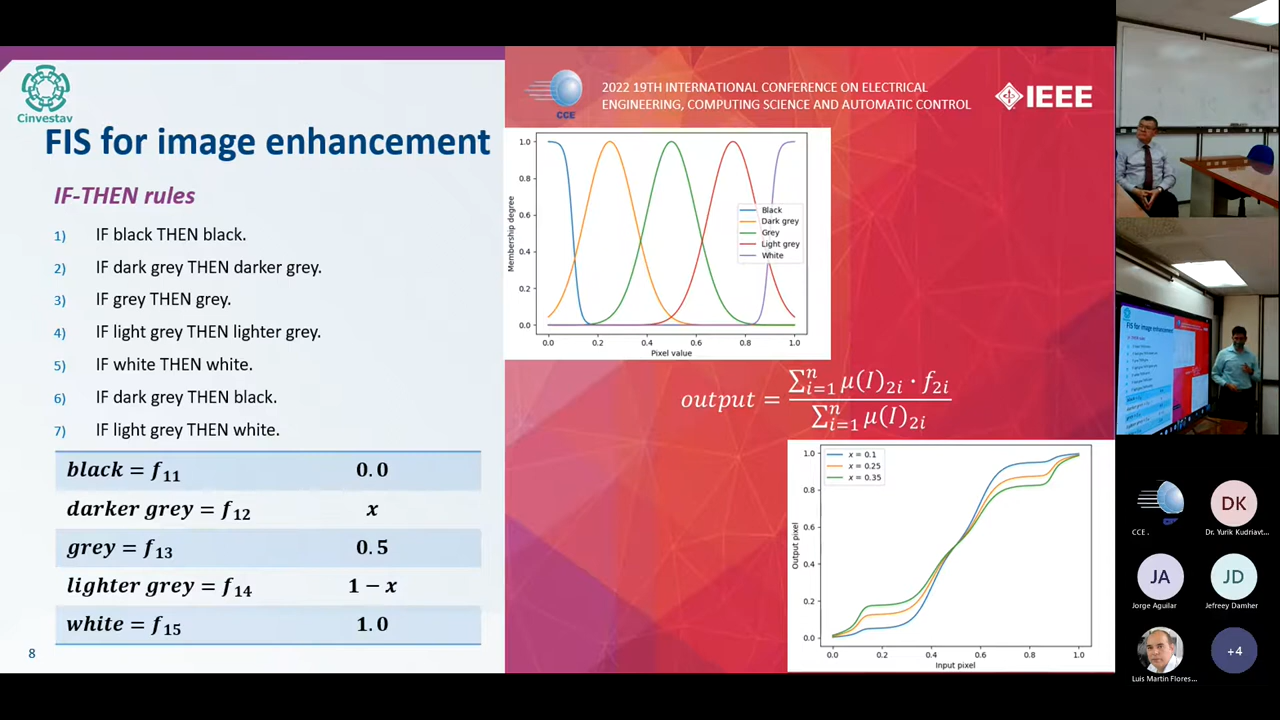 Cinvestav
FIS for image enhancement
IF-THEN rules
1) IF black THEN black.
2) IF dark grey THEN darker grey.
3) IF grey THEN grey.
4) IF light grey THEN lighter grey.
5) IF white THEN white.
6) IF dark grey THEN black.
7) IF light grey THEN white.
black = f₁₁ 0.0
darker grey = f₁₂ x
grey = f₁₃ 0.5
lighter grey = f₁₄ 1 − x
white = f₁₅ 1.0
8
CCE
2022 19TH INTERNATIONAL CONFERENCE ON ELECTRICAL
ENGINEERING, COMPUTING SCIENCE AND AUTOMATIC CONTROL
IEEE
Membership degree
1.0
0.8
0.6
0.4
0.2
0.0
Black
Dark grey
Grey
Light grey
White
0.0 0.2 0.4 0.6 0.8 1.0
Pixel value
output = ∑ⁿᵢ₌₁ μ(I)₂ᵢ · f₂ᵢ / ∑ⁿᵢ₌₁ μ(I)₂ᵢ
Output pixel
1.0
0.8
0.6
0.4
0.2
0.0
x = 0.1
x = 0.25
x = 0.35
0.0 0.2 0.4 0.6 0.8 1.0
Input pixel
FIS for image enhancement
CCE .
DK
Dr. Yurik Kudriavt...
JA
Jorge Aguilar
JD
Jefreey Damher
Luis Martin Flores...
+4